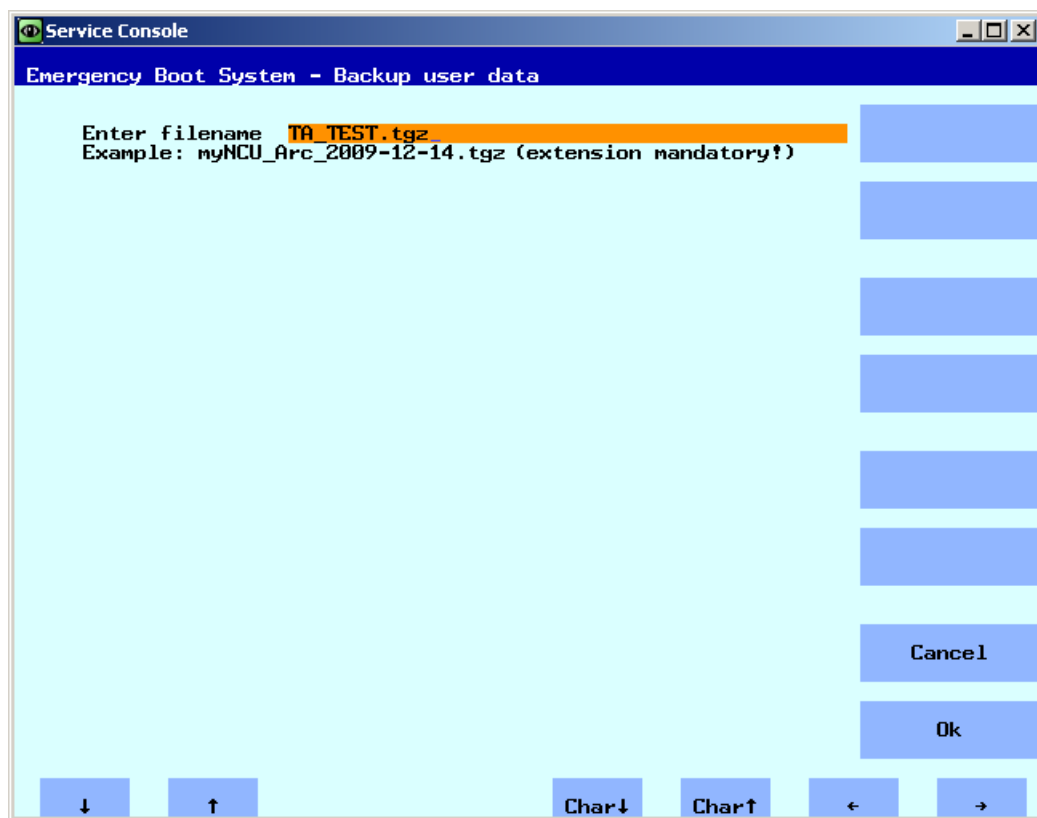 Service Console
Emergency Boot System - Backup user data
Enter filename TA_TEST.tgz_
Example: myNCU_Arc_2009-12-14.tgz (extension mandatory!)
Cancel
Ok
↓ ↑ Char↓ Char↑ ← →